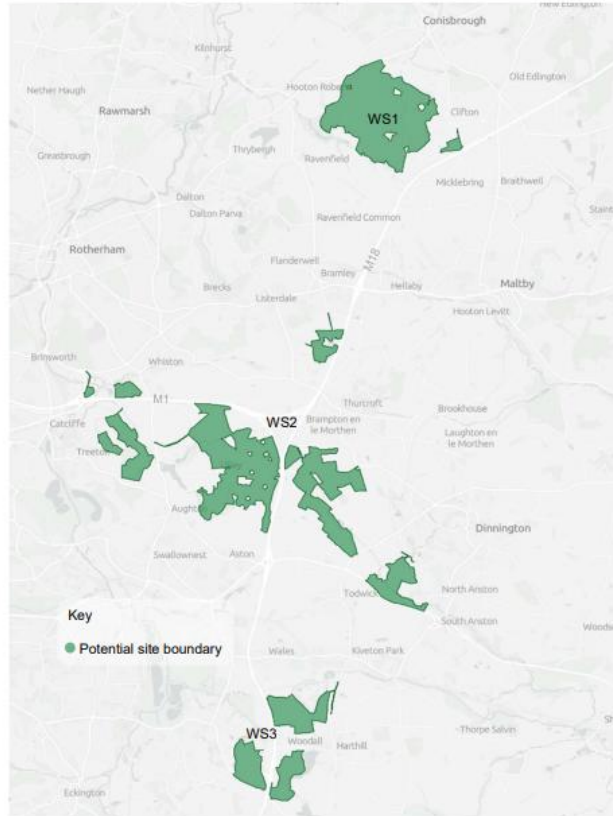 New Edlington
Conisbrough
Kilnhurst
Old Edlington
Nether Haugh
Hooton Roberts
Rawmarsh
Clifton
WS1
Thrybergh
Greasbrough
Ravenfield
Micklebring
Braithwell
Dalton
Dalton Parva
Ravenfield Common
Rotherham
M18
Flanderwell
Bramley
Hellaby
Maltby
Brecks
Listerdale
Hooton Levitt
Brinsworth
Whiston
M1
Thurcroft
Brookhouse
WS2
Brampton en
le Morthen
Catcliffe
Laughton
en le Morthen
Treeton
Aughton
Dinnington
Swallownest
Aston
Todwick
North Anston
Key
South Anston
Potential site boundary
Wales
Kiveton Park
Thorpe Salvin
WS3
Woodall
Harthill
Eckington